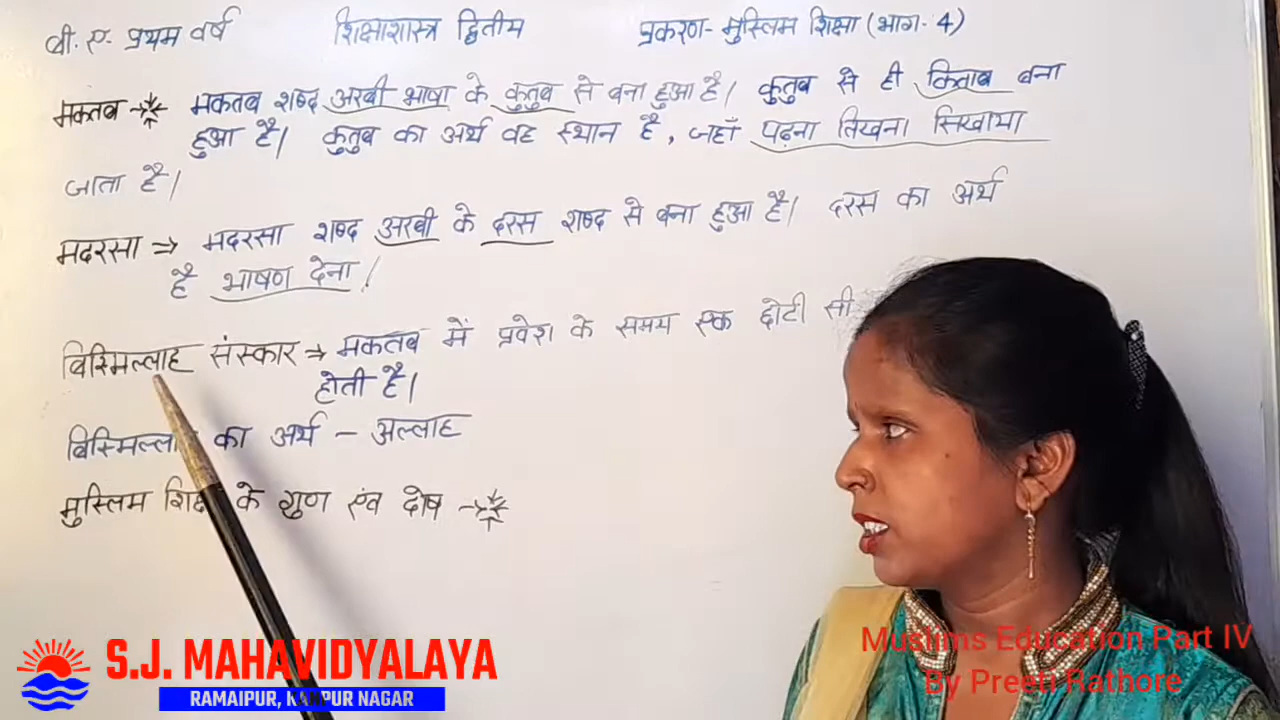 बी. ए. प्रथम वर्ष शिक्षाशास्त्र द्वितीय प्रकरण- मुस्लिम शिक्षा (भाग- 4)
मकतब → मकतब शब्द अरबी भाषा के कुतुब से बना हुआ है। कुतुब से ही किताब बना
हुआ है। कुतुब का अर्थ वह स्थान है, जहाँ पढ़ना लिखना सिखाया
जाता है।
मदरसा ⇒ मदरसा शब्द अरबी के दरस शब्द से बना हुआ है। दरस का अर्थ
है भाषण देना।
बिस्मिल्लाह संस्कार → मकतब में प्रवेश के समय एक छोटी सी
होती है।
बिस्मिल्ला का अर्थ - अल्लाह
मुस्लिम के गुण एंव दोष →
S.J. MAHAVIDYALAYA
RAMAIPUR, KANPUR NAGAR
Muslims Education Part IV
By Preeti Rathore